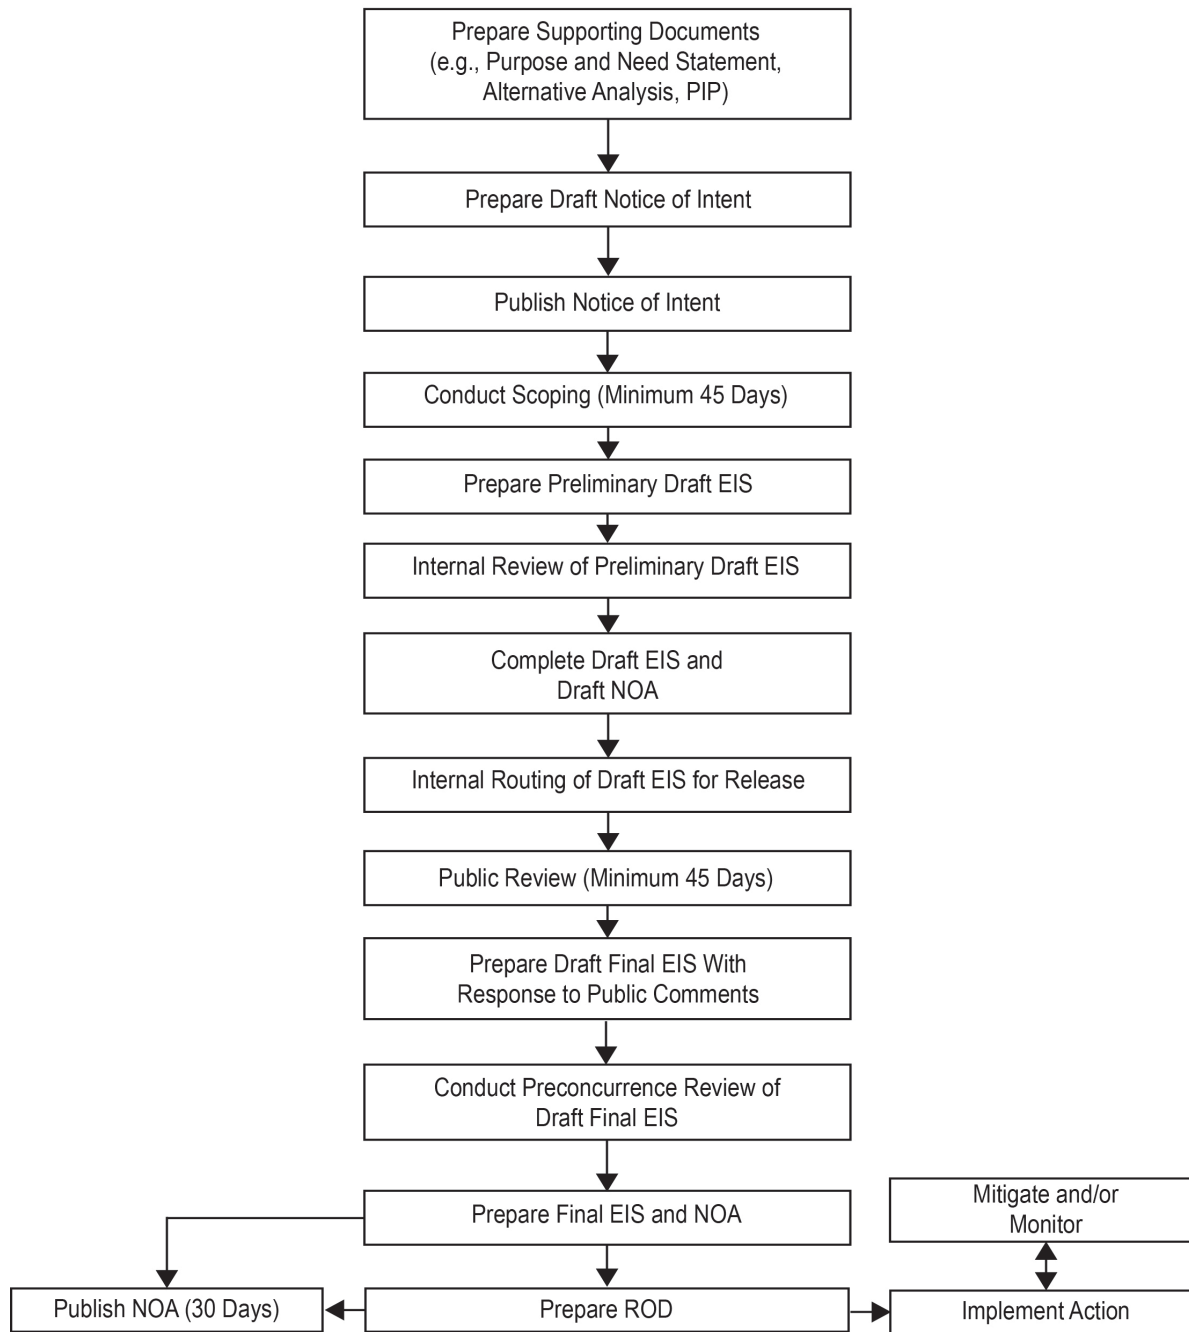 Prepare Supporting Documents
(e.g., Purpose and Need Statement,
Alternative Analysis, PIP)
Prepare Draft Notice of Intent
Publish Notice of Intent
Conduct Scoping (Minimum 45 Days)
Prepare Preliminary Draft EIS
Internal Review of Preliminary Draft EIS
Complete Draft EIS and
Draft NOA
Internal Routing of Draft EIS for Release
Public Review (Minimum 45 Days)
Prepare Draft Final EIS With
Response to Public Comments
Conduct Preconcurrence Review of
Draft Final EIS
Prepare Final EIS and NOA
Mitigate and/or
Monitor
Publish NOA (30 Days)
Prepare ROD
Implement Action